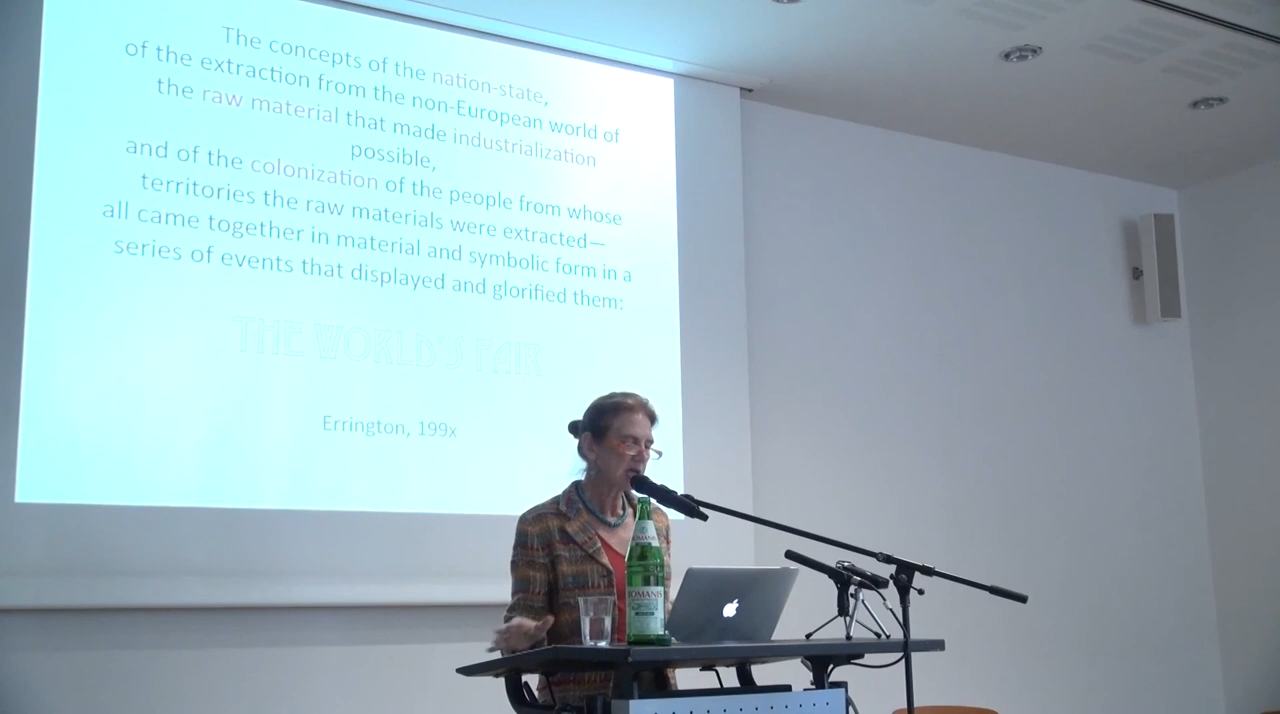 The concepts of the nation-state,
of the extraction from the non-European world of
the raw material that made industrialization
possible,
and of the colonization of the people from whose
territories the raw materials were extracted—
all came together in material and symbolic form in a
series of events that displayed and glorified them:
THE WORLD'S FAIR
Errington, 199x